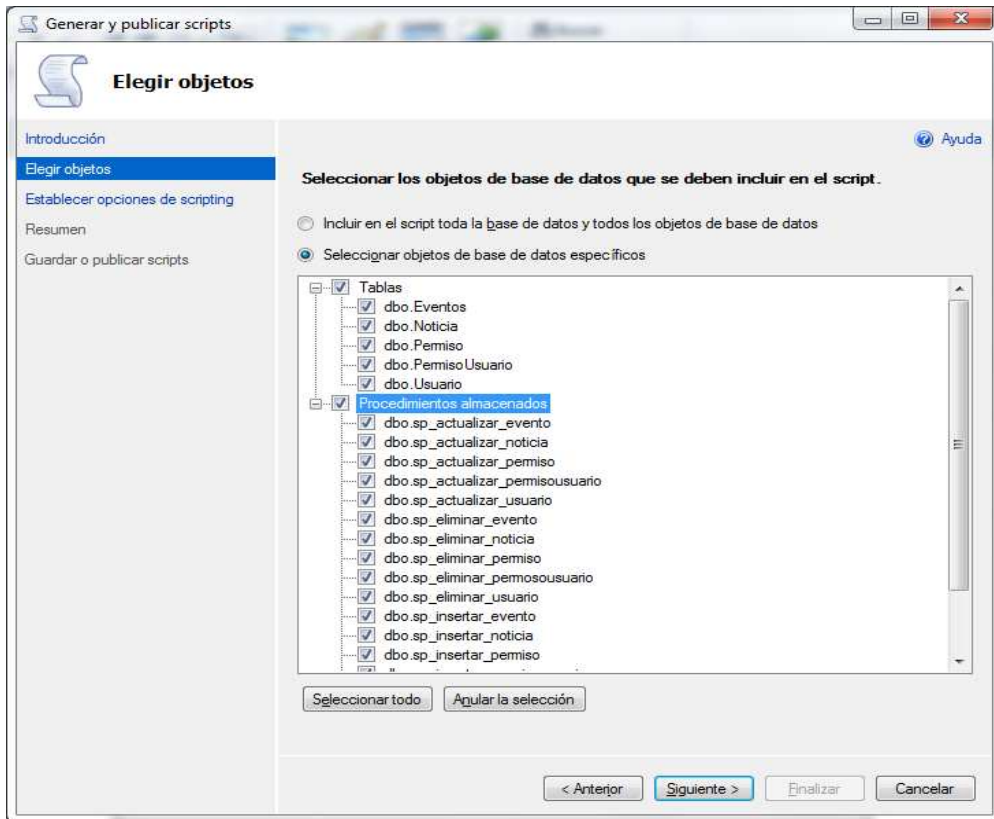 Generar y publicar scripts
Elegir objetos
Introducción
Elegir objetos
Establecer opciones de scripting
Resumen
Guardar o publicar scripts
Ayuda
Seleccionar los objetos de base de datos que se deben incluir en el script.
Incluir en el script toda la base de datos y todos los objetos de base de datos
Seleccionar objetos de base de datos específicos
Tablas
dbo.Eventos
dbo.Noticia
dbo.Permiso
dbo.PermisoUsuario
dbo.Usuario
Procedimientos almacenados
dbo.sp_actualizar_evento
dbo.sp_actualizar_noticia
dbo.sp_actualizar_permiso
dbo.sp_actualizar_permisousuario
dbo.sp_actualizar_usuario
dbo.sp_eliminar_evento
dbo.sp_eliminar_noticia
dbo.sp_eliminar_permiso
dbo.sp_eliminar_permosousuario
dbo.sp_eliminar_usuario
dbo.sp_insertar_evento
dbo.sp_insertar_noticia
dbo.sp_insertar_permiso
Seleccionar todo Anular la selección
< Anterior Siguiente > Finalizar Cancelar